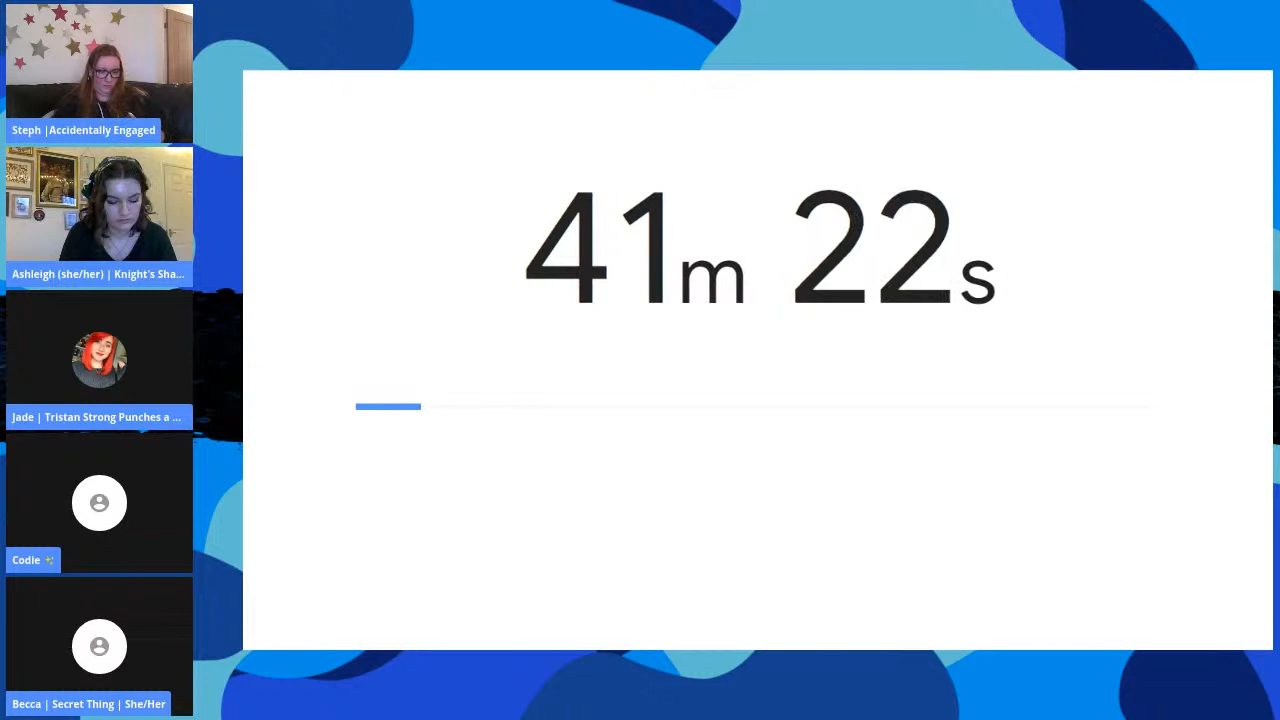 Steph |Accidentally Engaged
41m 22s
Ashleigh (she/her) | Knight's Sha...
Jade | Tristan Strong Punches a ...
Codie ✨
Becca | Secret Thing | She/Her